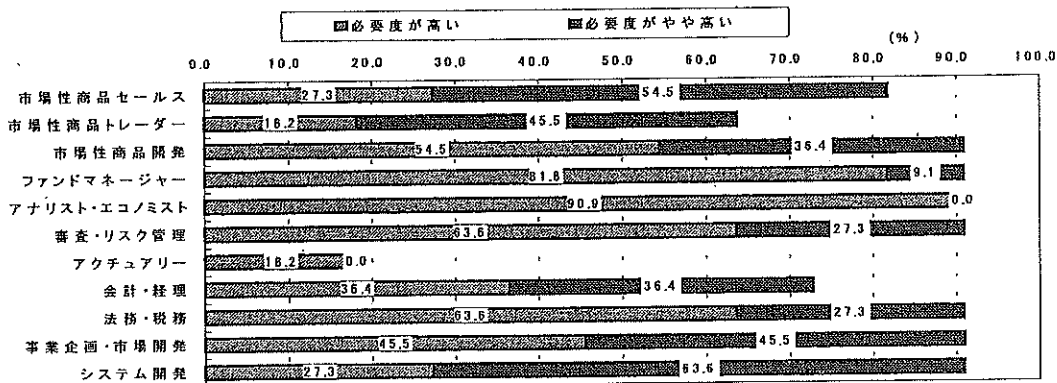 必要度が高い 必要度がやや高い
(%)
0.0 10.0 20.0 30.0 40.0 50.0 60.0 70.0 80.0 90.0 100.0
市場性商品セールス 27.3 54.5
市場性商品トレーダー 18.2 45.5
市場性商品開発 54.5 36.4
ファンドマネージャー 81.8 9.1
アナリスト・エコノミスト 90.9 0.0
審査・リスク管理 63.6 27.3
アクチュアリー 18.2 0.0
会計・経理 36.4 36.4
法務・税務 63.6 27.3
事業企画・市場開発 45.5 45.5
システム開発 27.3 63.6